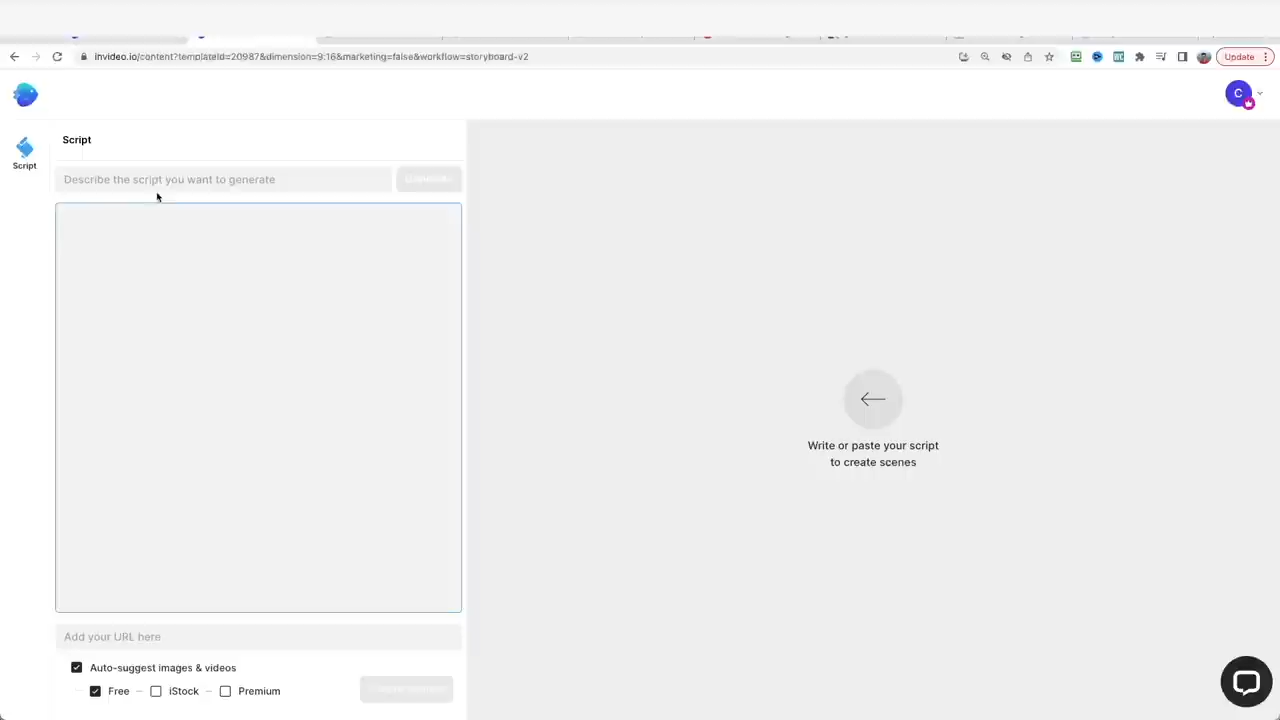 invideo.io/content?templateId=20987&dimension=9:16&marketing=false&workflow=storyboard-v2
Update
C
Script
Script
Describe the script you want to generate
Write or paste your script
to create scenes
Add your URL here
Auto-suggest images & videos
Free
iStock
Premium